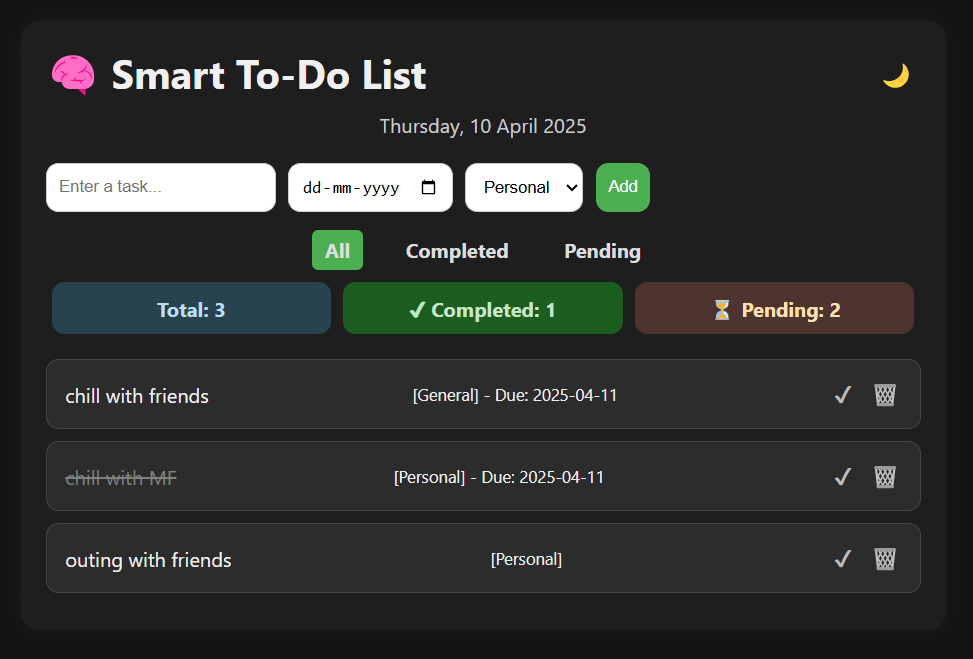 🧠 Smart To-Do List 🌙
Thursday, 10 April 2025
Enter a task... dd-mm-yyyy Personal Add
All Completed Pending
Total: 3 ✔ Completed: 1 ⏳ Pending: 2
chill with friends [General] - Due: 2025-04-11 ✔ 🗑
chill with MF [Personal] - Due: 2025-04-11 ✔ 🗑
outing with friends [Personal] ✔ 🗑